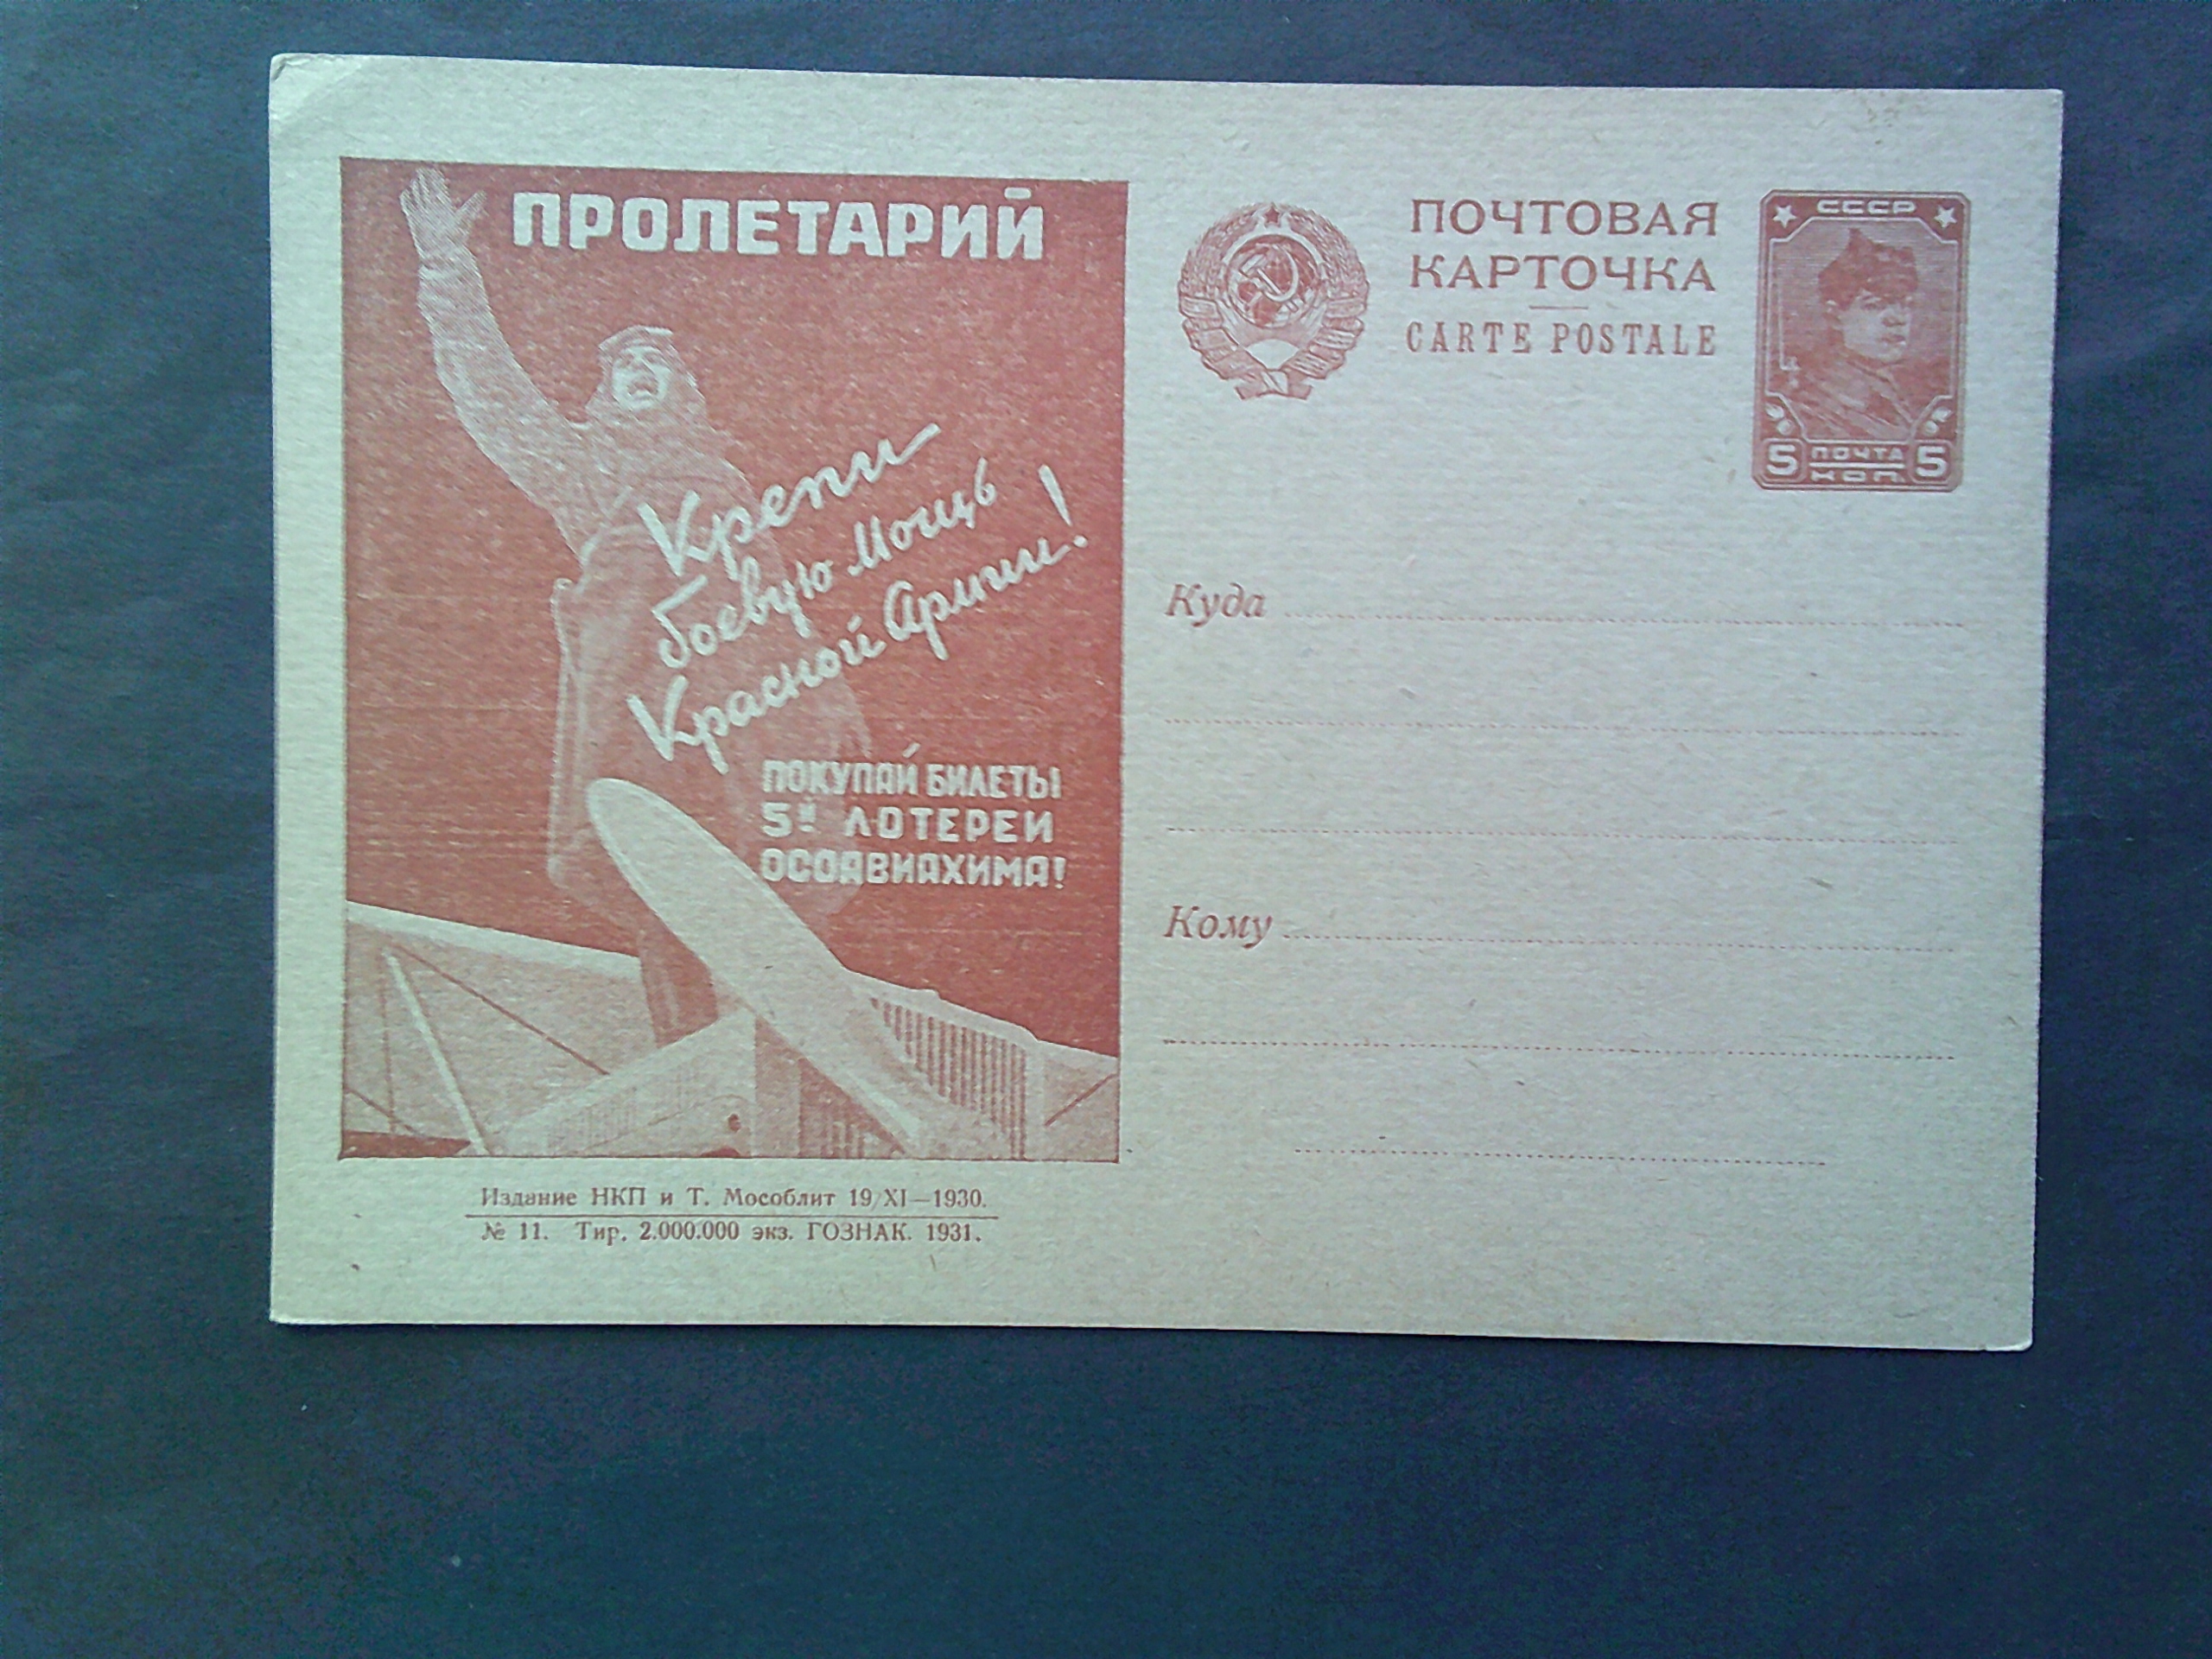 ПРОЛЕТАРИЙ
Крепи
боевую мощь
Красной Армии!
ПОКУПАЙ БИЛЕТЫ
5й ЛОТЕРЕИ
ОСОАВИАХИМА!
Издание НКП и Т. Мособлит 19/XI—1930.
№ 11. Тир. 2.000.000 экз. ГОЗНАК. 1931.
ПОЧТОВАЯ
КАРТОЧКА
CARTE POSTALE
СССР
5 ПОЧТА 5
КОП.
Куда
Кому